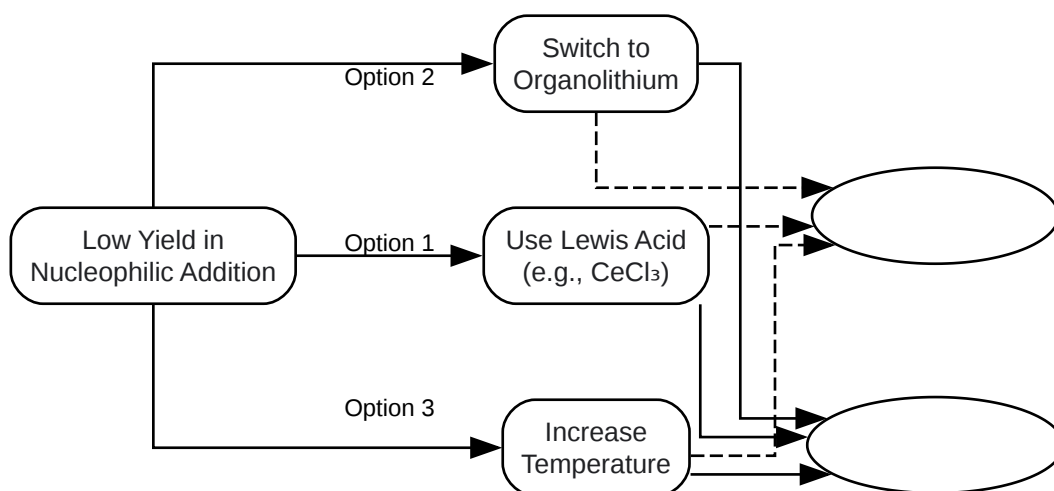 Switch to
Organolithium
Option 2
Low Yield in
Nucleophilic Addition
Option 1
Use Lewis Acid
(e.g., CeCl₃)
Option 3
Increase
Temperature